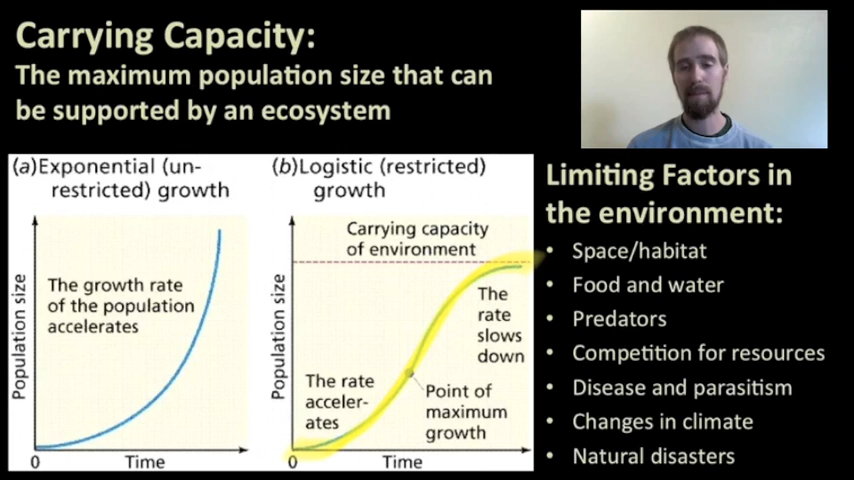 Carrying Capacity:
The maximum population size that can
be supported by an ecosystem
(a)Exponential (un-
restricted) growth
The growth rate
of the population
accelerates
Population size
0
Time
(b)Logistic (restricted)
growth
Carrying capacity
of environment
The
rate
slows
down
The rate
acceler-
ates
Point of
maximum
growth
Population size
0
Time
Limiting Factors in
the environment:
• Space/habitat
• Food and water
• Predators
• Competition for resources
• Disease and parasitism
• Changes in climate
• Natural disasters